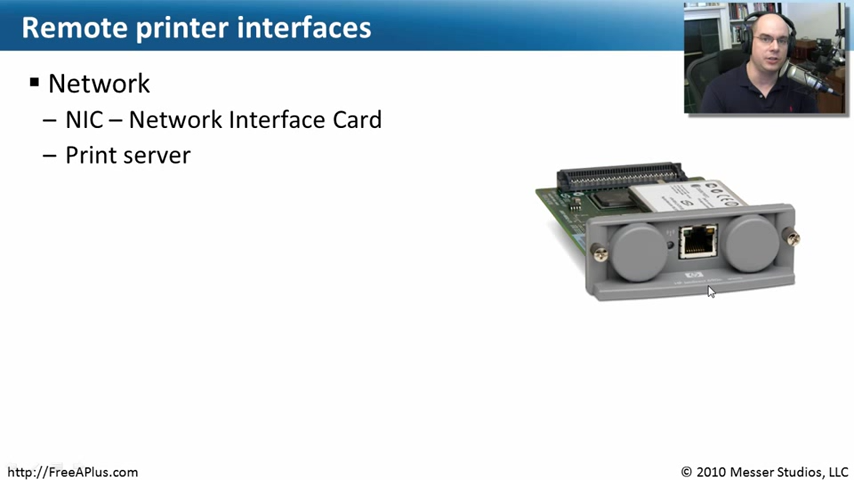 Remote printer interfaces
▪ Network
– NIC – Network Interface Card
– Print server
http://FreeAPlus.com
© 2010 Messer Studios, LLC